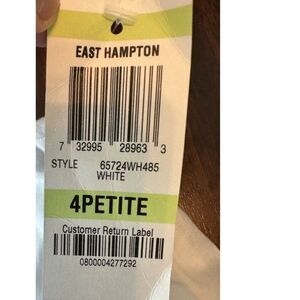 EAST HAMPTON
7 32995 28963 3
STYLE 65724WH485
WHITE
4PETITE
Customer Return Label
0800004277292